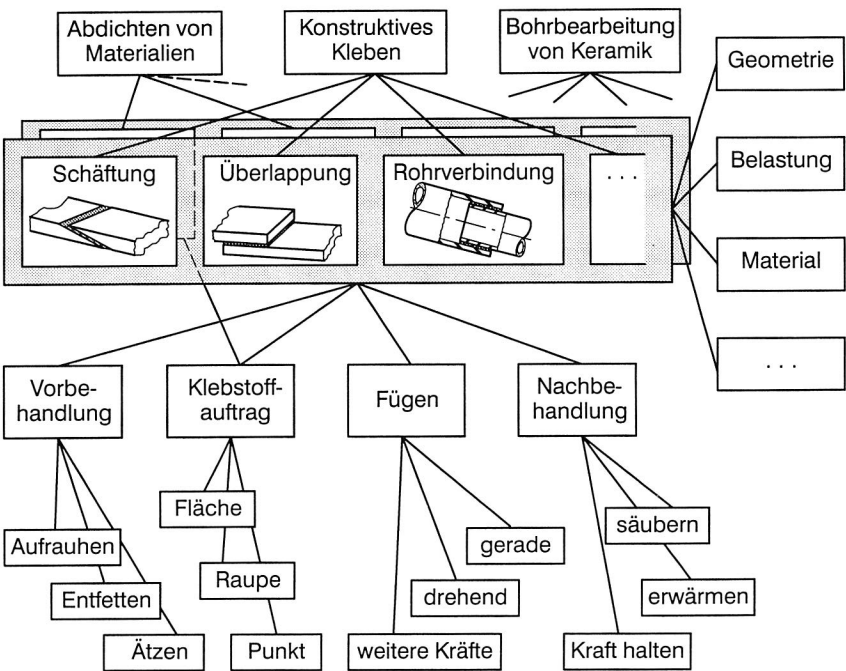 Abdichten von
Materialien
Konstruktives
Kleben
Bohrbearbeitung
von Keramik
Geometrie
Belastung
Material
. . .
Schäftung
Überlappung
Rohrverbindung
. . .
Vorbe-
handlung
Klebstoff-
auftrag
Fügen
Nachbe-
handlung
Fläche
Aufrauhen
Raupe
Entfetten
Ätzen
Punkt
gerade
drehend
weitere Kräfte
säubern
erwärmen
Kraft halten